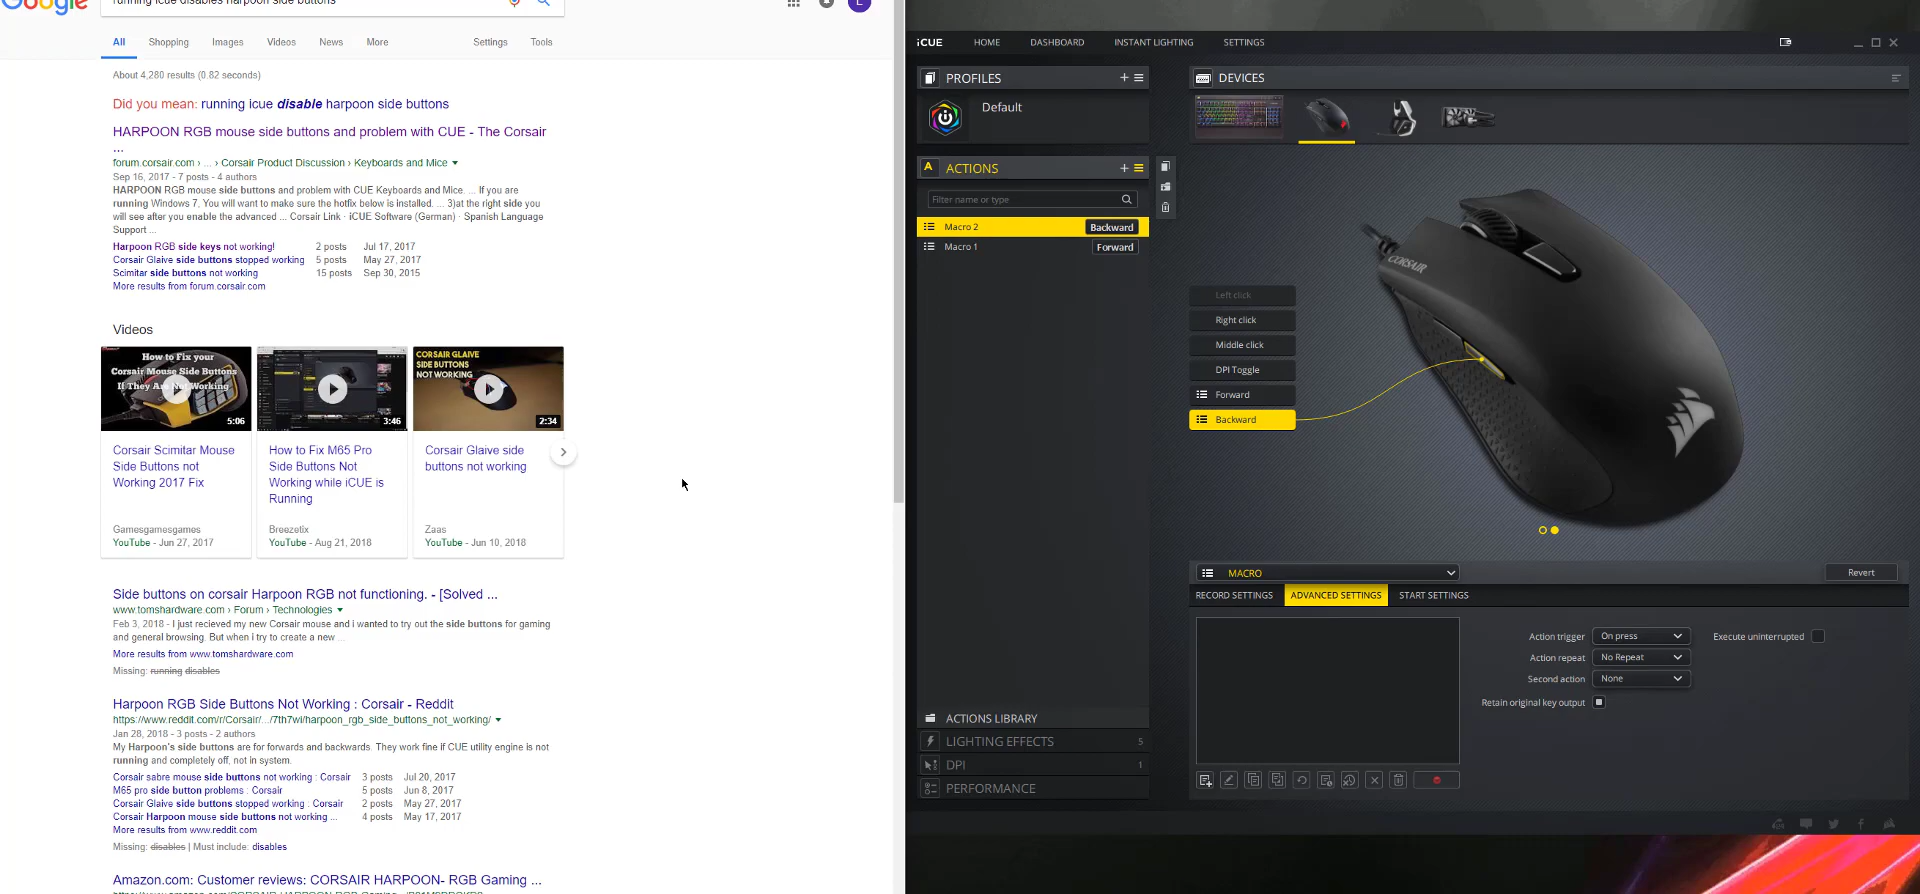 Google
running icue disables harpoon side buttons
E
All
Shopping
Images
Videos
News
More
Settings
Tools
About 4,280 results (0.82 seconds)
Did you mean: running icue disable harpoon side buttons
HARPOON RGB mouse side buttons and problem with CUE - The Corsair
...
forum.corsair.com › ... › Corsair Product Discussion › Keyboards and Mice
Sep 16, 2017 - 7 posts - 4 authors
HARPOON RGB mouse side buttons and problem with CUE Keyboards and Mice. ... If you are
running Windows 7, You will want to make sure the hotfix below is installed. ... 3)at the right side you
will see after you enable the advanced ... Corsair Link · iCUE Software (German) · Spanish Language
Support ...
Harpoon RGB side keys not working! 2 posts Jul 17, 2017
Corsair Glaive side buttons stopped working 5 posts May 27, 2017
Scimitar side buttons not working 15 posts Sep 30, 2015
More results from forum.corsair.com
Videos
How to Fix your
Corsair Mouse Side Buttons
If They Are Not Working
5:06
3:46
CORSAIR GLAIVE
SIDE BUTTONS
NOT WORKING
2:34
Corsair Scimitar Mouse
Side Buttons not
Working 2017 Fix
Gamesgamesgames
YouTube - Jun 27, 2017
How to Fix M65 Pro
Side Buttons Not
Working while iCUE is
Running
Breezetix
YouTube - Aug 21, 2018
Corsair Glaive side
buttons not working
Zaas
YouTube - Jun 10, 2018
Side buttons on corsair Harpoon RGB not functioning. - [Solved ...
www.tomshardware.com › Forum › Technologies
Feb 3, 2018 - I just recieved my new Corsair mouse and i wanted to try out the side buttons for gaming
and general browsing. But when i try to create a new ...
More results from www.tomshardware.com
Missing: running disables
Harpoon RGB Side Buttons Not Working : Corsair - Reddit
https://www.reddit.com/r/Corsair/.../7th7wi/harpoon_rgb_side_buttons_not_working/
Jan 28, 2018 - 3 posts - 2 authors
My Harpoon's side buttons are for forwards and backwards. They work fine if CUE utility engine is not
running and completely off, not in system.
Corsair sabre mouse side buttons not working : Corsair 3 posts Jul 20, 2017
M65 pro side button problems : Corsair 5 posts Jun 8, 2017
Corsair Glaive side buttons stopped working : Corsair 2 posts May 27, 2017
Corsair Harpoon mouse side buttons not working ... 4 posts May 17, 2017
More results from www.reddit.com
Missing: disables | Must include: disables
Amazon.com: Customer reviews: CORSAIR HARPOON- RGB Gaming ...
iCUE
HOME
DASHBOARD
INSTANT LIGHTING
SETTINGS
PROFILES
Default
ACTIONS
A
Filter name or type
Macro 2 Backward
Macro 1 Forward
ACTIONS LIBRARY
LIGHTING EFFECTS 5
DPI 1
PERFORMANCE
DEVICES
Left click
Right click
Middle click
DPI Toggle
Forward
Backward
CORSAIR
MACRO
Revert
RECORD SETTINGS
ADVANCED SETTINGS
START SETTINGS
Action trigger On press
Execute uninterrupted
Action repeat No Repeat
Second action None
Retain original key output